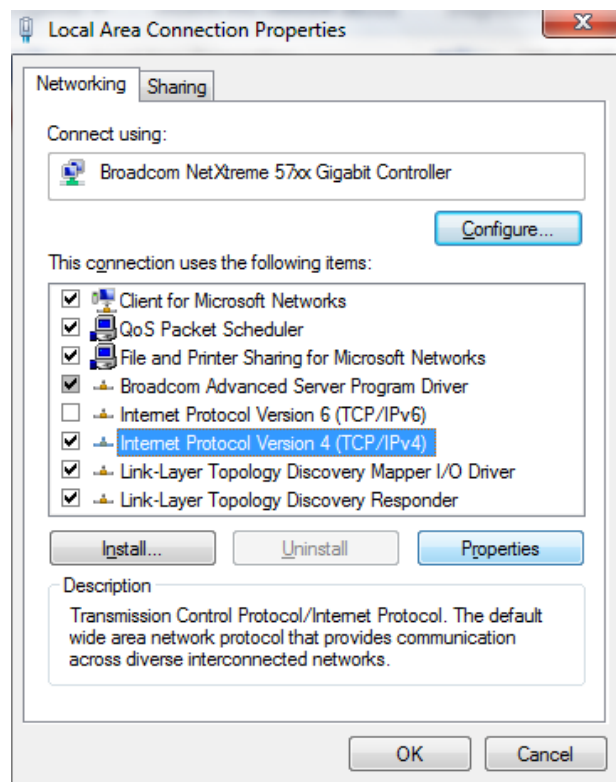 Local Area Connection Properties
Networking
Sharing
Connect using:
Broadcom NetXtreme 57xx Gigabit Controller
Configure...
This connection uses the following items:
Client for Microsoft Networks
QoS Packet Scheduler
File and Printer Sharing for Microsoft Networks
Broadcom Advanced Server Program Driver
Internet Protocol Version 6 (TCP/IPv6)
Internet Protocol Version 4 (TCP/IPv4)
Link-Layer Topology Discovery Mapper I/O Driver
Link-Layer Topology Discovery Responder
Install...
Uninstall
Properties
Description
Transmission Control Protocol/Internet Protocol. The default
wide area network protocol that provides communication
across diverse interconnected networks.
OK
Cancel